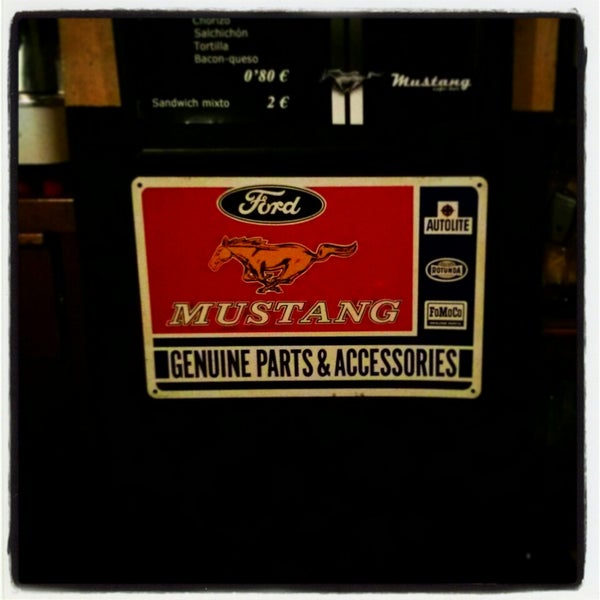 Chorizo
Salchichón
Tortilla
Bacon-queso
0'80 €
Sandwich mixto 2 €
Mustang
Ford
MUSTANG
GENUINE PARTS & ACCESSORIES
AUTOLITE
ROTUNDA
FoMoCo